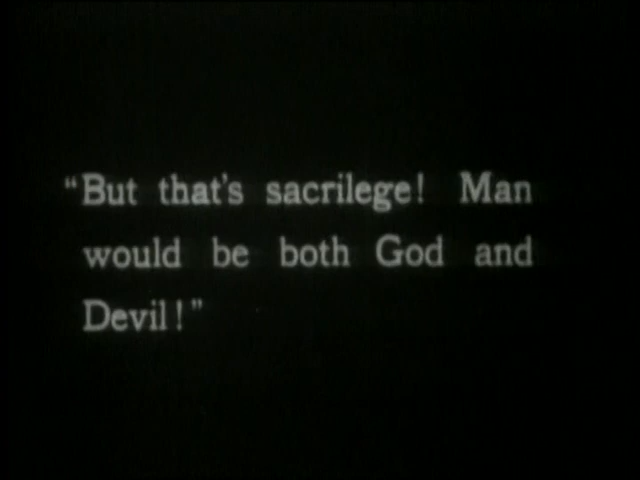 “But that's sacrilege! Man
would be both God and
Devil!”